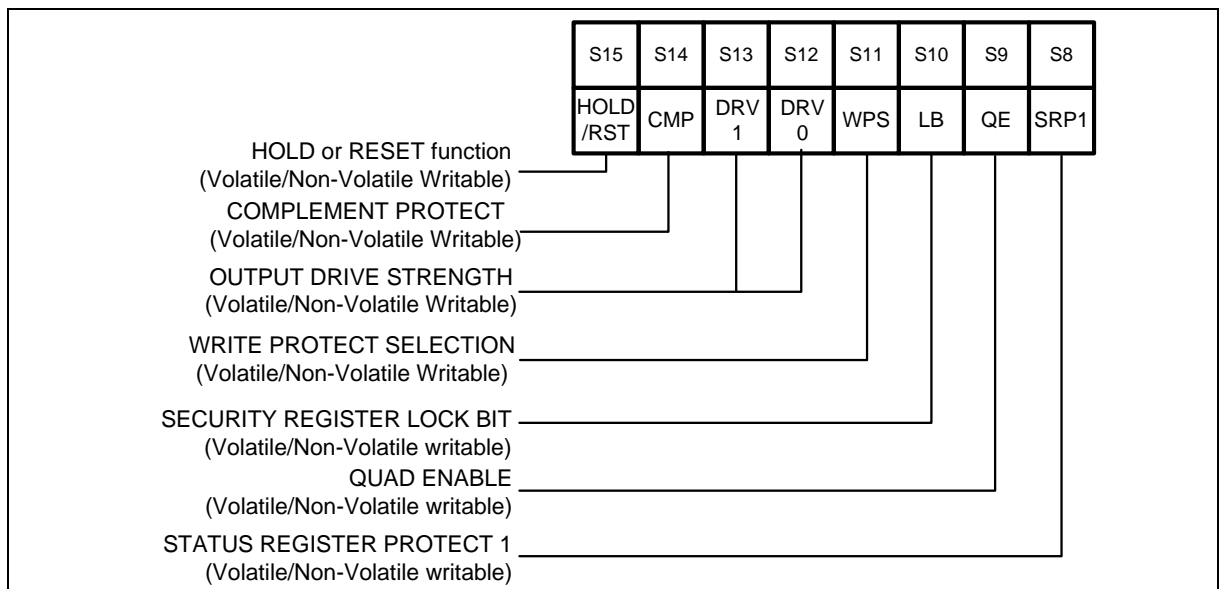 S15 S14 S13 S12 S11 S10 S9 S8
HOLD /RST CMP DRV 1 DRV 0 WPS LB QE SRP1
HOLD or RESET function
(Volatile/Non-Volatile Writable)
COMPLEMENT PROTECT
(Volatile/Non-Volatile Writable)
OUTPUT DRIVE STRENGTH
(Volatile/Non-Volatile Writable)
WRITE PROTECT SELECTION
(Volatile/Non-Volatile Writable)
SECURITY REGISTER LOCK BIT
(Volatile/Non-Volatile writable)
QUAD ENABLE
(Volatile/Non-Volatile writable)
STATUS REGISTER PROTECT 1
(Volatile/Non-Volatile writable)